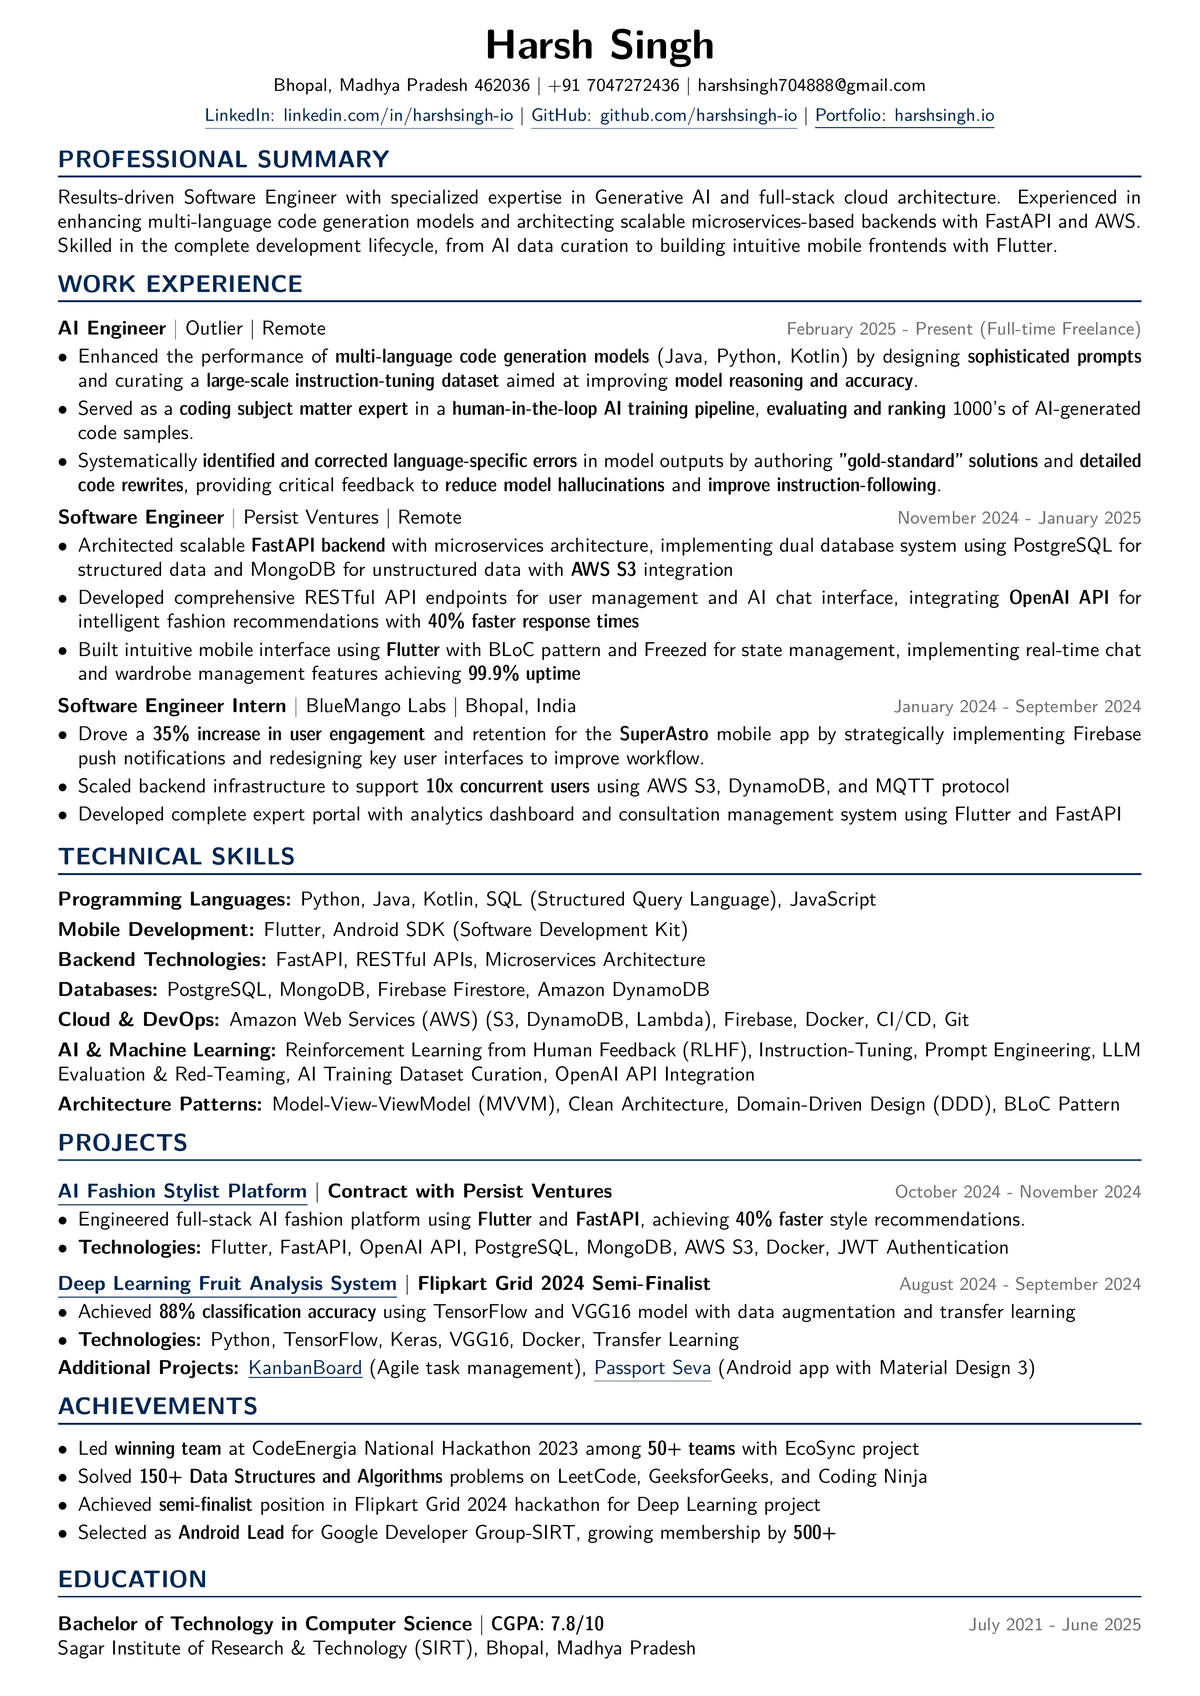 Harsh Singh
Bhopal, Madhya Pradesh 462036 | +91 7047272436 | harshsingh704888@gmail.com
LinkedIn: linkedin.com/in/harshsingh-io | GitHub: github.com/harshsingh-io | Portfolio: harshsingh.io
PROFESSIONAL SUMMARY
Results-driven Software Engineer with specialized expertise in Generative AI and full-stack cloud architecture. Experienced in
enhancing multi-language code generation models and architecting scalable microservices-based backends with FastAPI and AWS.
Skilled in the complete development lifecycle, from AI data curation to building intuitive mobile frontends with Flutter.
WORK EXPERIENCE
AI Engineer | Outlier | Remote February 2025 - Present (Full-time Freelance)
• Enhanced the performance of multi-language code generation models (Java, Python, Kotlin) by designing sophisticated prompts
and curating a large-scale instruction-tuning dataset aimed at improving model reasoning and accuracy.
• Served as a coding subject matter expert in a human-in-the-loop AI training pipeline, evaluating and ranking 1000's of AI-generated
code samples.
• Systematically identified and corrected language-specific errors in model outputs by authoring "gold-standard" solutions and detailed
code rewrites, providing critical feedback to reduce model hallucinations and improve instruction-following.
Software Engineer | Persist Ventures | Remote November 2024 - January 2025
• Architected scalable FastAPI backend with microservices architecture, implementing dual database system using PostgreSQL for
structured data and MongoDB for unstructured data with AWS S3 integration
• Developed comprehensive RESTful API endpoints for user management and AI chat interface, integrating OpenAI API for
intelligent fashion recommendations with 40% faster response times
• Built intuitive mobile interface using Flutter with BLoC pattern and Freezed for state management, implementing real-time chat
and wardrobe management features achieving 99.9% uptime
Software Engineer Intern | BlueMango Labs | Bhopal, India January 2024 - September 2024
• Drove a 35% increase in user engagement and retention for the SuperAstro mobile app by strategically implementing Firebase
push notifications and redesigning key user interfaces to improve workflow.
• Scaled backend infrastructure to support 10x concurrent users using AWS S3, DynamoDB, and MQTT protocol
• Developed complete expert portal with analytics dashboard and consultation management system using Flutter and FastAPI
TECHNICAL SKILLS
Programming Languages: Python, Java, Kotlin, SQL (Structured Query Language), JavaScript
Mobile Development: Flutter, Android SDK (Software Development Kit)
Backend Technologies: FastAPI, RESTful APIs, Microservices Architecture
Databases: PostgreSQL, MongoDB, Firebase Firestore, Amazon DynamoDB
Cloud & DevOps: Amazon Web Services (AWS) (S3, DynamoDB, Lambda), Firebase, Docker, CI/CD, Git
AI & Machine Learning: Reinforcement Learning from Human Feedback (RLHF), Instruction-Tuning, Prompt Engineering, LLM
Evaluation & Red-Teaming, AI Training Dataset Curation, OpenAI API Integration
Architecture Patterns: Model-View-ViewModel (MVVM), Clean Architecture, Domain-Driven Design (DDD), BLoC Pattern
PROJECTS
AI Fashion Stylist Platform | Contract with Persist Ventures October 2024 - November 2024
• Engineered full-stack AI fashion platform using Flutter and FastAPI, achieving 40% faster style recommendations.
• Technologies: Flutter, FastAPI, OpenAI API, PostgreSQL, MongoDB, AWS S3, Docker, JWT Authentication
Deep Learning Fruit Analysis System | Flipkart Grid 2024 Semi-Finalist August 2024 - September 2024
• Achieved 88% classification accuracy using TensorFlow and VGG16 model with data augmentation and transfer learning
• Technologies: Python, TensorFlow, Keras, VGG16, Docker, Transfer Learning
Additional Projects: KanbanBoard (Agile task management), Passport Seva (Android app with Material Design 3)
ACHIEVEMENTS
• Led winning team at CodeEnergia National Hackathon 2023 among 50+ teams with EcoSync project
• Solved 150+ Data Structures and Algorithms problems on LeetCode, GeeksforGeeks, and Coding Ninja
• Achieved semi-finalist position in Flipkart Grid 2024 hackathon for Deep Learning project
• Selected as Android Lead for Google Developer Group-SIRT, growing membership by 500+
EDUCATION
Bachelor of Technology in Computer Science | CGPA: 7.8/10 July 2021 - June 2025
Sagar Institute of Research & Technology (SIRT), Bhopal, Madhya Pradesh